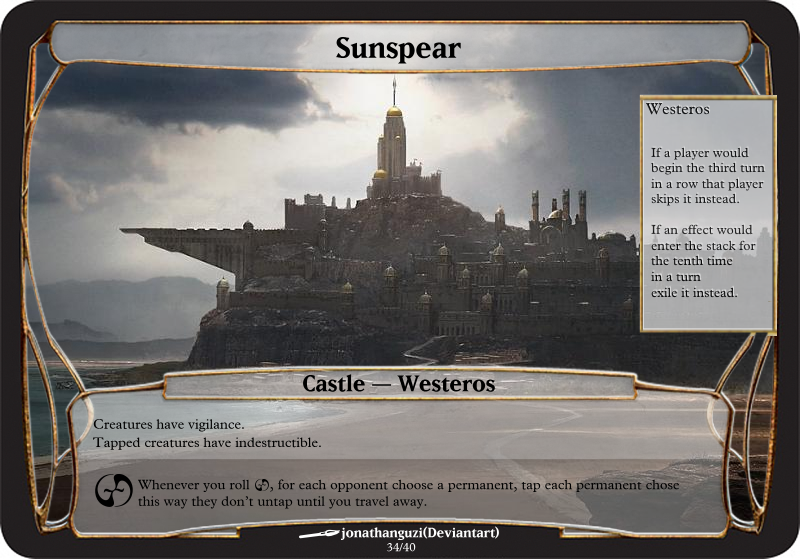 Sunspear
Westeros
If a player would
begin the third turn
in a row that player
skips it instead.
If an effect would
enter the stack for
the tenth time
in a turn
exile it instead.
Castle — Westeros
Creatures have vigilance.
Tapped creatures have indestructible.
Whenever you roll , for each opponent choose a permanent, tap each permanent chose
this way they don't untap until you travel away.
jonathanguzi(Deviantart)
34/40